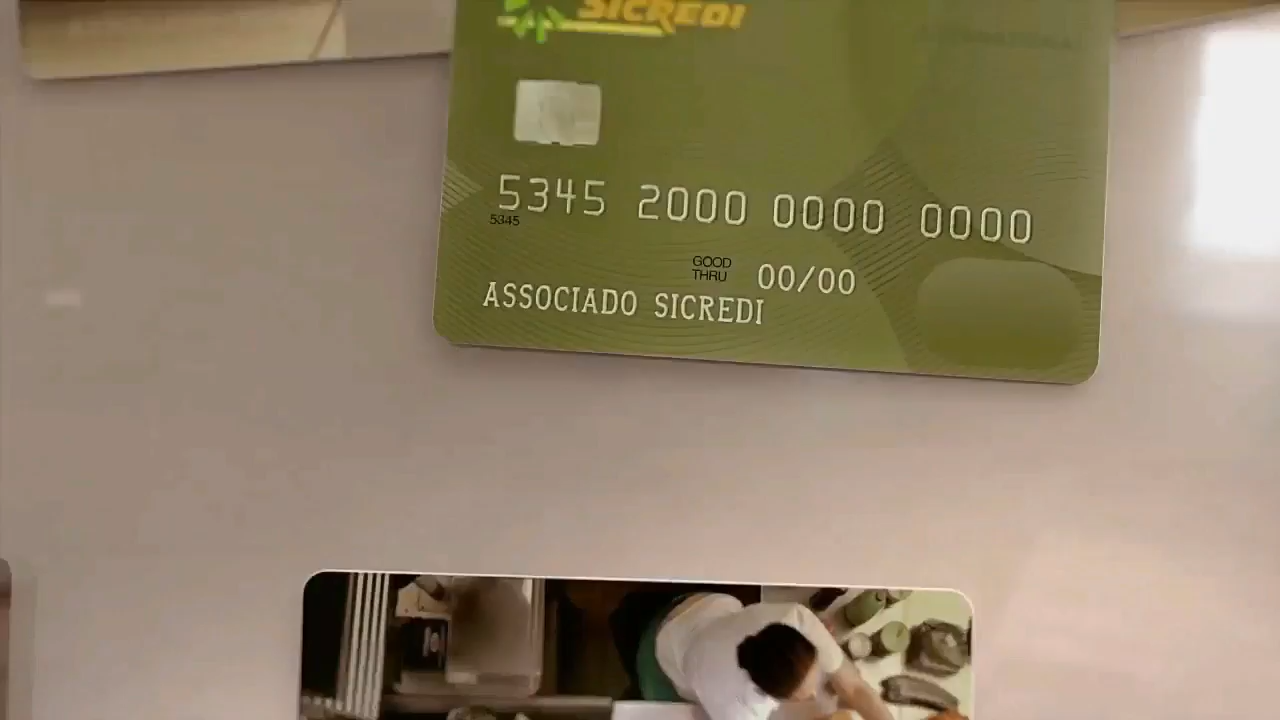 SICREDI
5345 2000 0000 0000
5345
GOOD
THRU
00/00
ASSOCIADO SICREDI